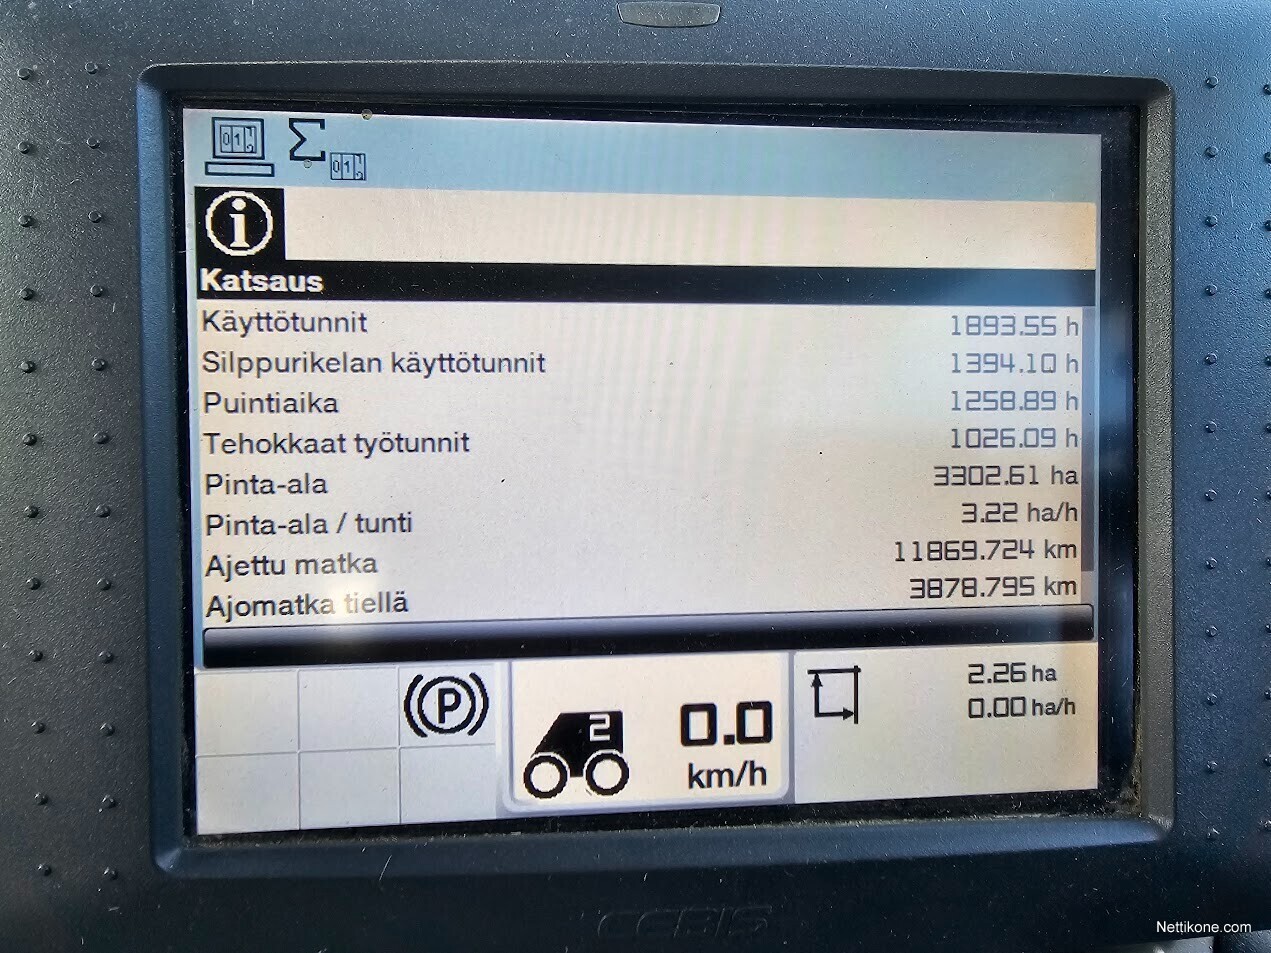 Katsaus
Käyttötunnit 1893.55 h
Silppurikelan käyttötunnit 1394.10 h
Puintiaika 1258.89 h
Tehokkaat työtunnit 1026.09 h
Pinta-ala 3302.61 ha
Pinta-ala / tunti 3.22 ha/h
Ajettu matka 11869.724 km
Ajomatka tiellä 3878.795 km
P
2
0.0
km/h
2.26 ha
0.00 ha/h
CEBIS
Nettikone.com